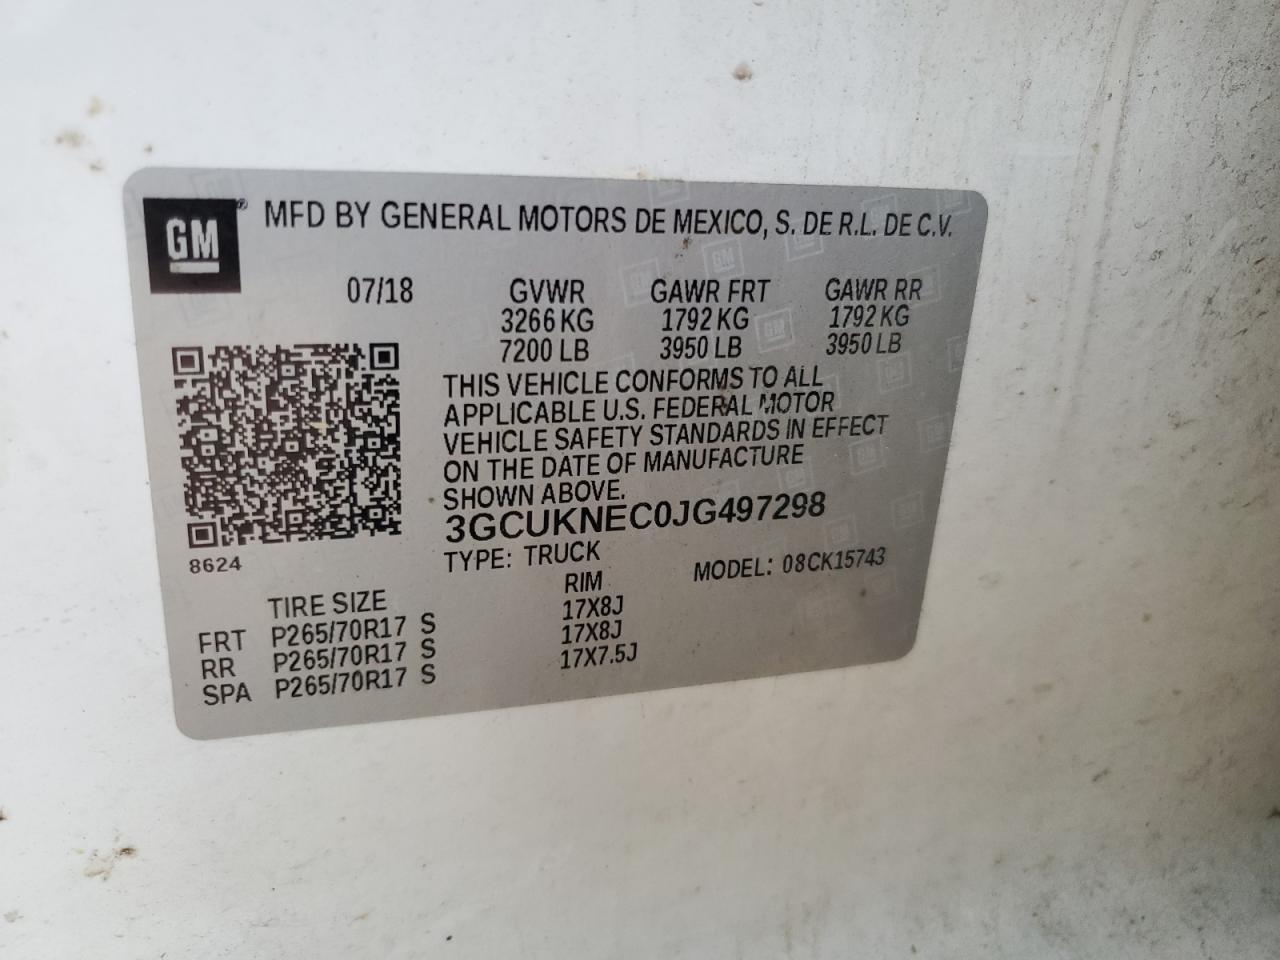 GM® MFD BY GENERAL MOTORS DE MEXICO, S. DE R.L. DE C.V.
07/18 GVWR GAWR FRT GAWR RR
3266 KG 1792 KG 1792 KG
7200 LB 3950 LB 3950 LB
THIS VEHICLE CONFORMS TO ALL
APPLICABLE U.S. FEDERAL MOTOR
VEHICLE SAFETY STANDARDS IN EFFECT
ON THE DATE OF MANUFACTURE
SHOWN ABOVE.
3GCUKNEC0JG497298
8624 TYPE: TRUCK MODEL: 08CK15743
TIRE SIZE RIM
FRT P265/70R17 S 17X8J
RR P265/70R17 S 17X8J
SPA P265/70R17 S 17X7.5J